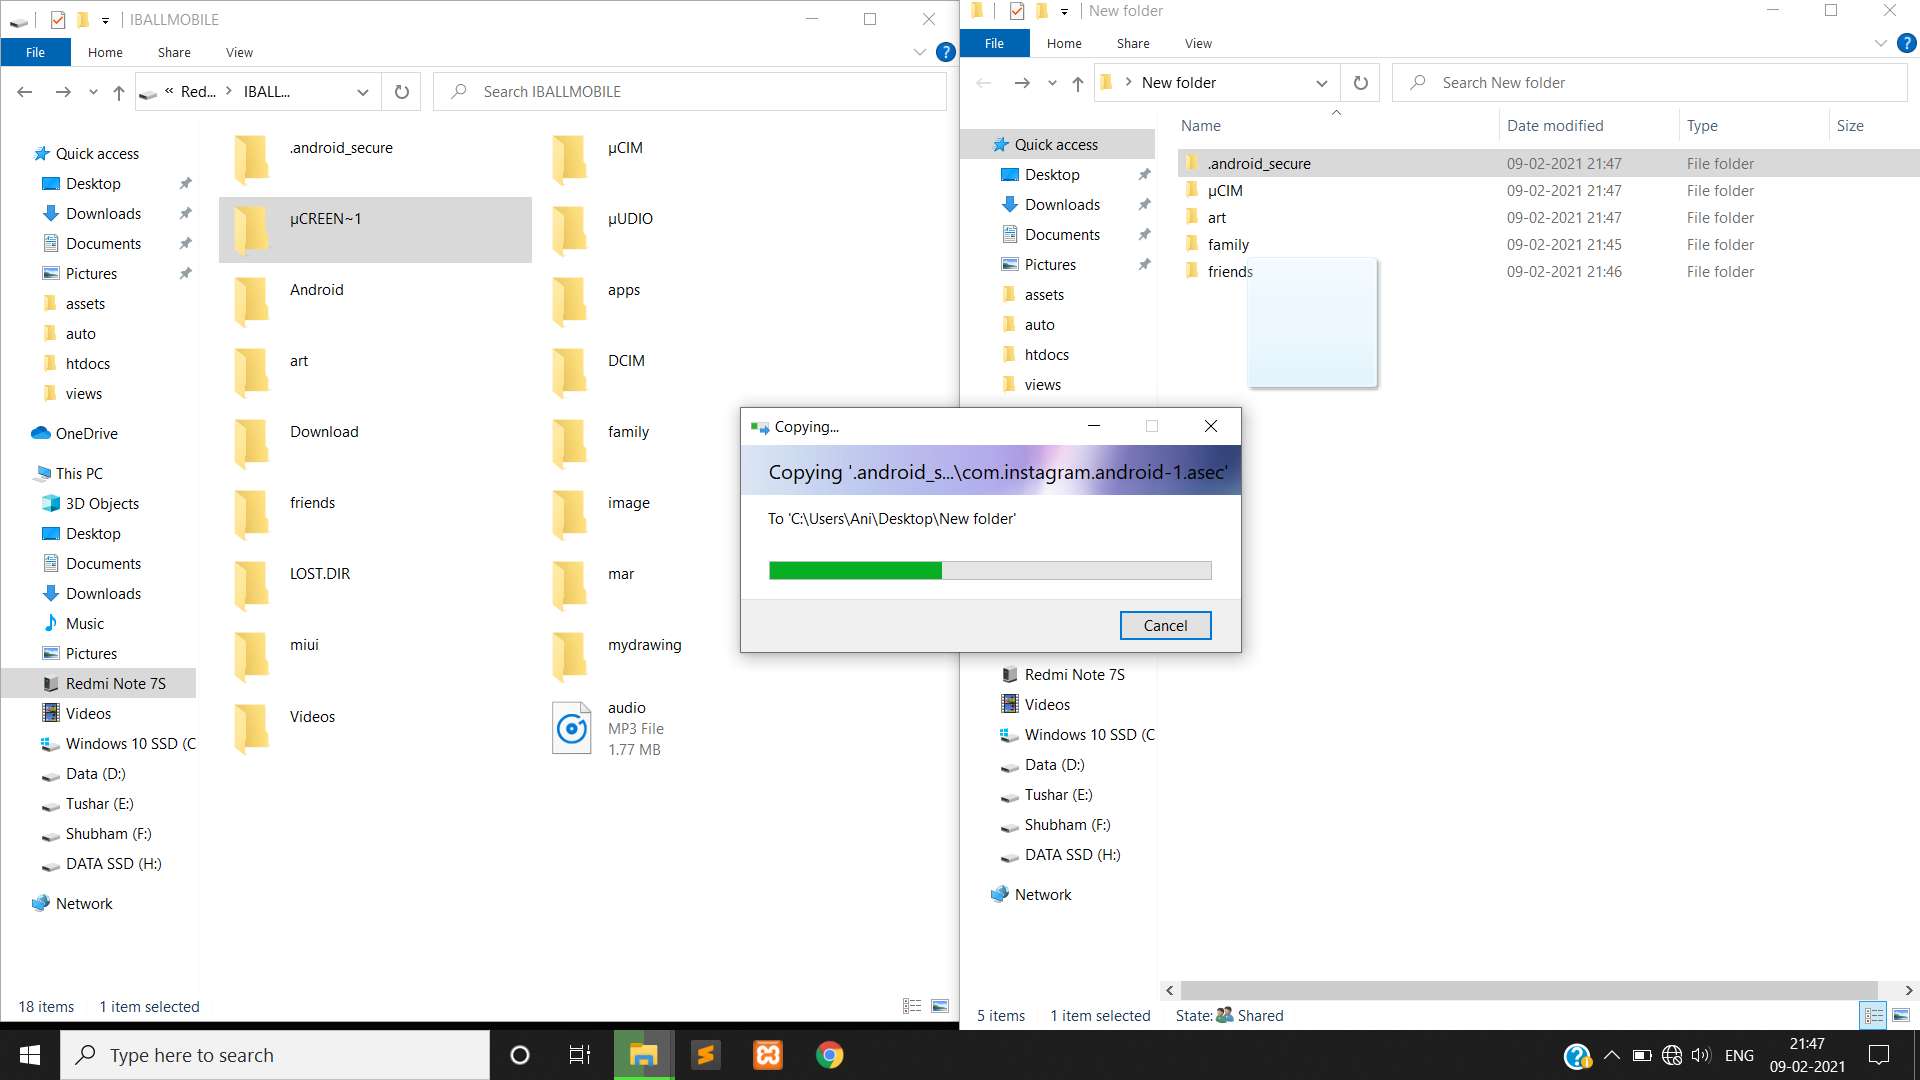 IBALLMOBILE
File Home Share View
Red... IBALL...
Search IBALLMOBILE
Quick access
Desktop
Downloads
Documents
Pictures
assets
auto
htdocs
views
OneDrive
This PC
3D Objects
Desktop
Documents
Downloads
Music
Pictures
Redmi Note 7S
Videos
Windows 10 SSD (C
Data (D:)
Tushar (E:)
Shubham (F:)
DATA SSD (H:)
Network
.android_secure
µCIM
µCREEN~1
µUDIO
Android
apps
art
DCIM
Download
family
friends
image
LOST.DIR
mar
miui
mydrawing
Videos
audio
MP3 File
1.77 MB
18 items 1 item selected
New folder
File Home Share View
New folder
Search New folder
Quick access
Desktop
Downloads
Documents
Pictures
assets
auto
htdocs
views
Redmi Note 7S
Videos
Windows 10 SSD (C
Data (D:)
Tushar (E:)
Shubham (F:)
DATA SSD (H:)
Network
Name Date modified Type Size
.android_secure 09-02-2021 21:47 File folder
µCIM 09-02-2021 21:47 File folder
art 09-02-2021 21:47 File folder
family 09-02-2021 21:45 File folder
friends 09-02-2021 21:46 File folder
5 items 1 item selected State: Shared
Copying...
Copying '.android_s...\com.instagram.android-1.asec'
To 'C:\Users\Ani\Desktop\New folder'
Cancel
Type here to search
ENG
21:47
09-02-2021